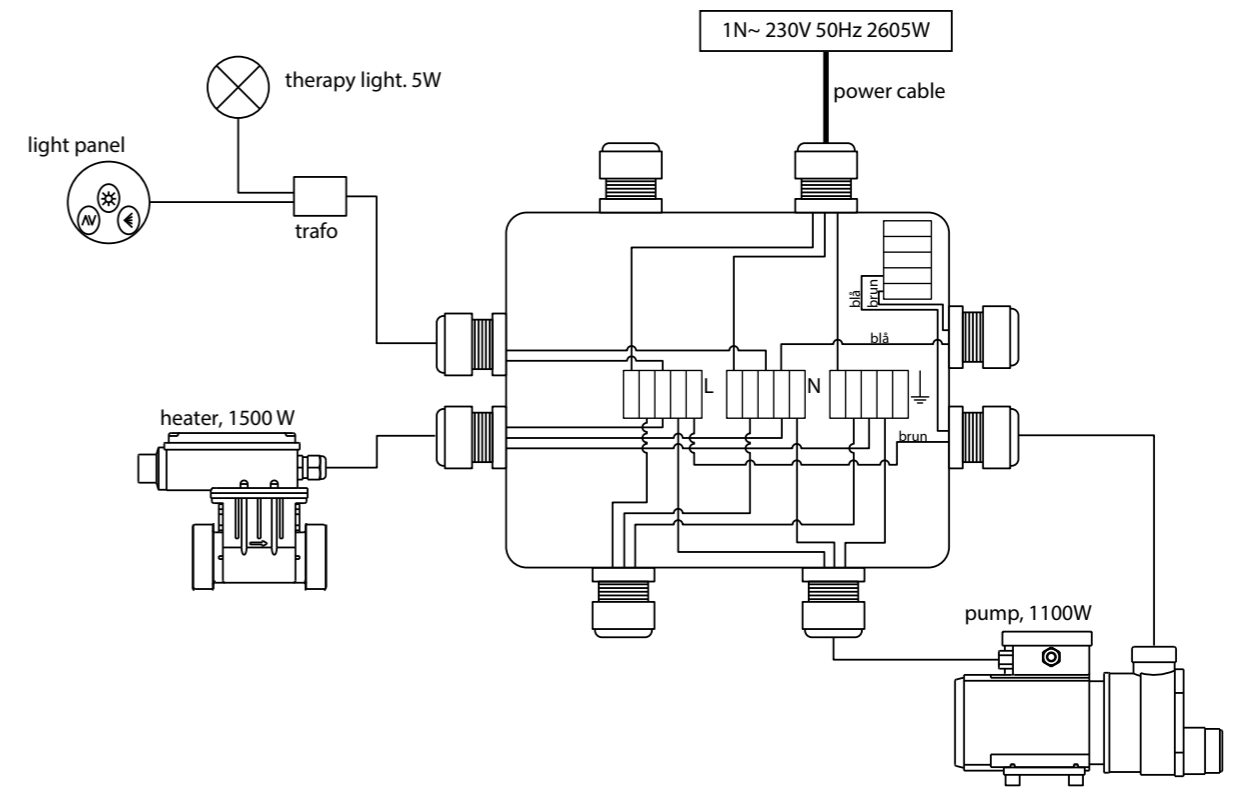 1N~ 230V 50Hz 2605W
power cable
therapy light. 5W
light panel
trafo
blå
brun
blå
L
N
heater, 1500 W
brun
pump, 1100W